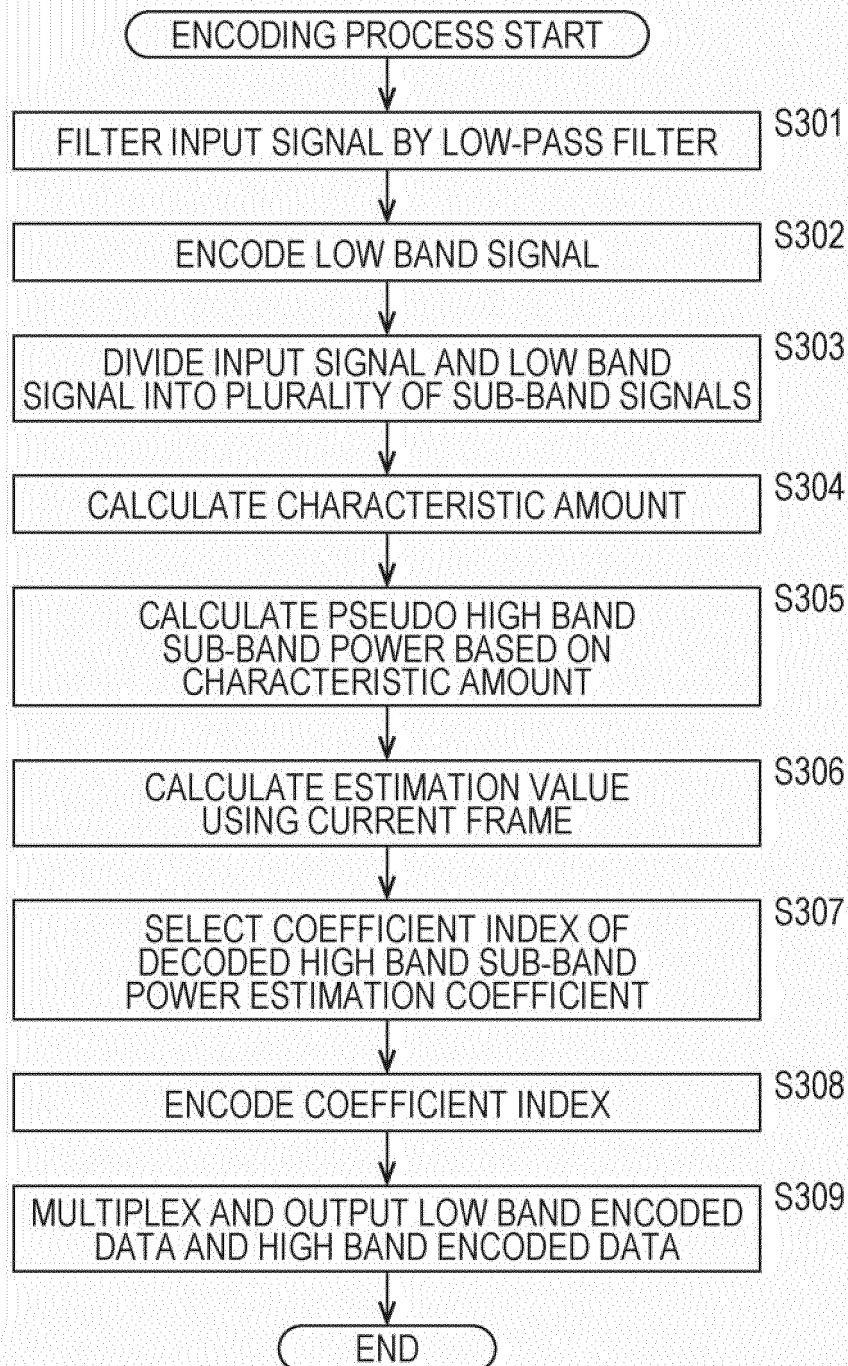 ENCODING PROCESS START
FILTER INPUT SIGNAL BY LOW-PASS FILTER
S301
ENCODE LOW BAND SIGNAL
S302
DIVIDE INPUT SIGNAL AND LOW BAND
SIGNAL INTO PLURALITY OF SUB-BAND SIGNALS
S303
CALCULATE CHARACTERISTIC AMOUNT
S304
CALCULATE PSEUDO HIGH BAND
SUB-BAND POWER BASED ON
CHARACTERISTIC AMOUNT
S305
CALCULATE ESTIMATION VALUE
USING CURRENT FRAME
S306
SELECT COEFFICIENT INDEX OF
DECODED HIGH BAND SUB-BAND
POWER ESTIMATION COEFFICIENT
S307
ENCODE COEFFICIENT INDEX
S308
MULTIPLEX AND OUTPUT LOW BAND ENCODED
DATA AND HIGH BAND ENCODED DATA
S309
END